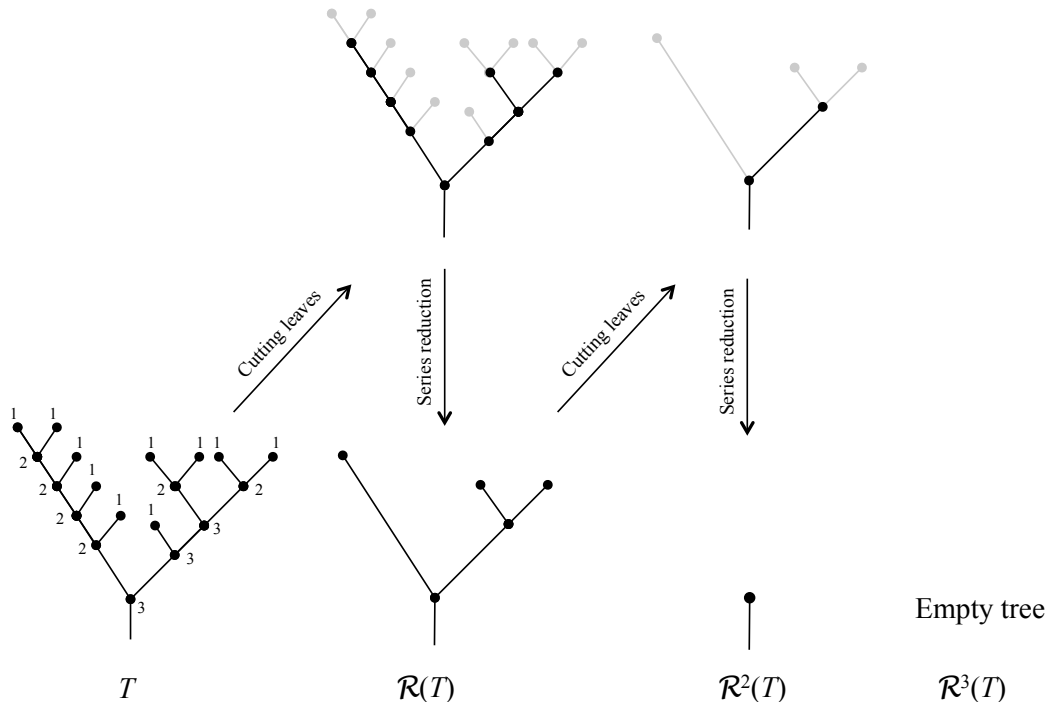 Cutting leaves
Series reduction
Cutting leaves
Series reduction
1 1
2 1 1 1 1 1
2 1 2 2
2 1 1 3
2 3
3
Empty tree
T R(T) R²(T) R³(T)